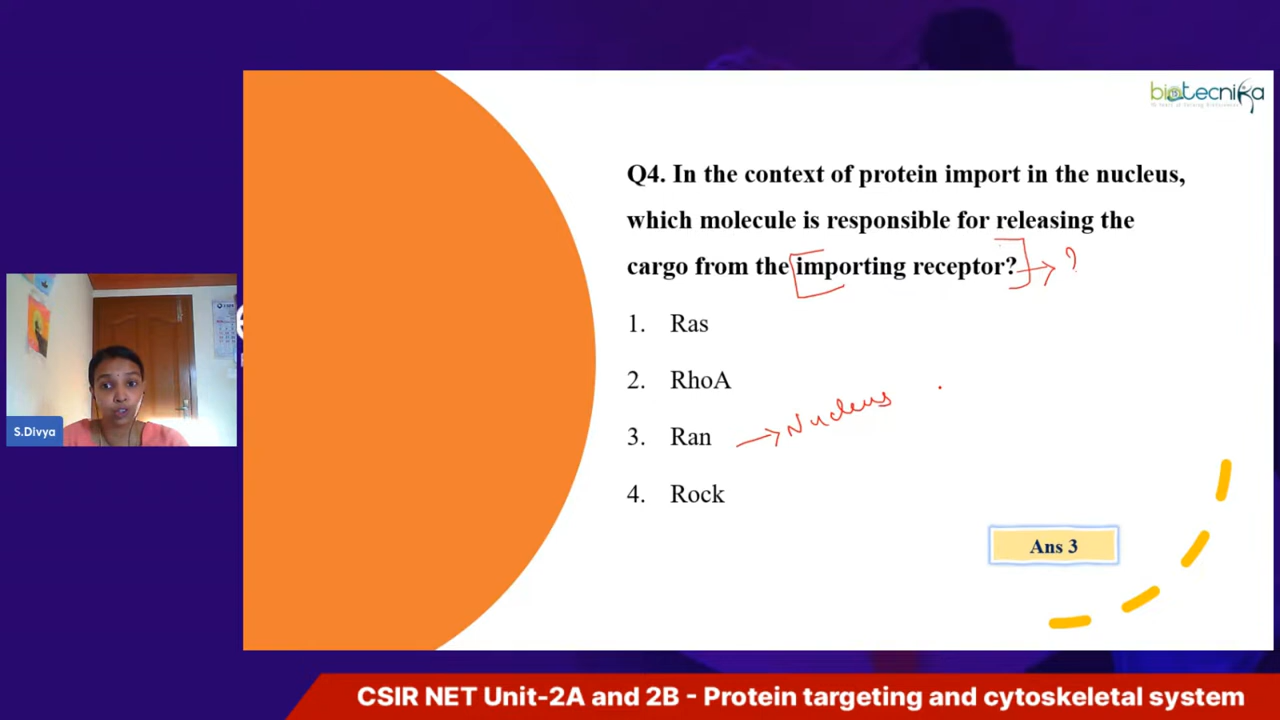 biotecnika
Q4. In the context of protein import in the nucleus,
which molecule is responsible for releasing the
cargo from the importing receptor?
→ ?
1. Ras
2. RhoA
3. Ran
→ Nucleus
4. Rock
Ans 3
S.Divya
CSIR NET Unit-2A and 2B - Protein targeting and cytoskeletal system